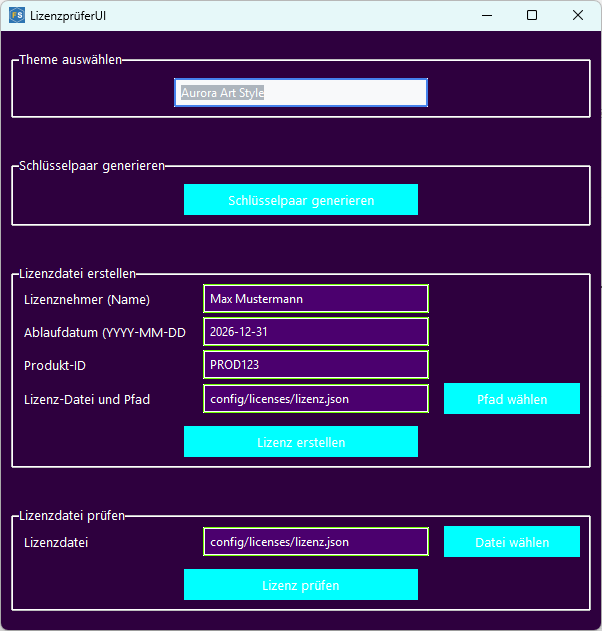 LizenzprüferUI
Theme auswählen
Aurora Art Style
Schlüsselpaar generieren
Schlüsselpaar generieren
Lizenzdatei erstellen
Lizenznehmer (Name) Max Mustermann
Ablaufdatum (YYYY-MM-DD 2026-12-31
Produkt-ID PROD123
Lizenz-Datei und Pfad config/licenses/lizenz.json Pfad wählen
Lizenz erstellen
Lizenzdatei prüfen
Lizenzdatei config/licenses/lizenz.json Datei wählen
Lizenz prüfen